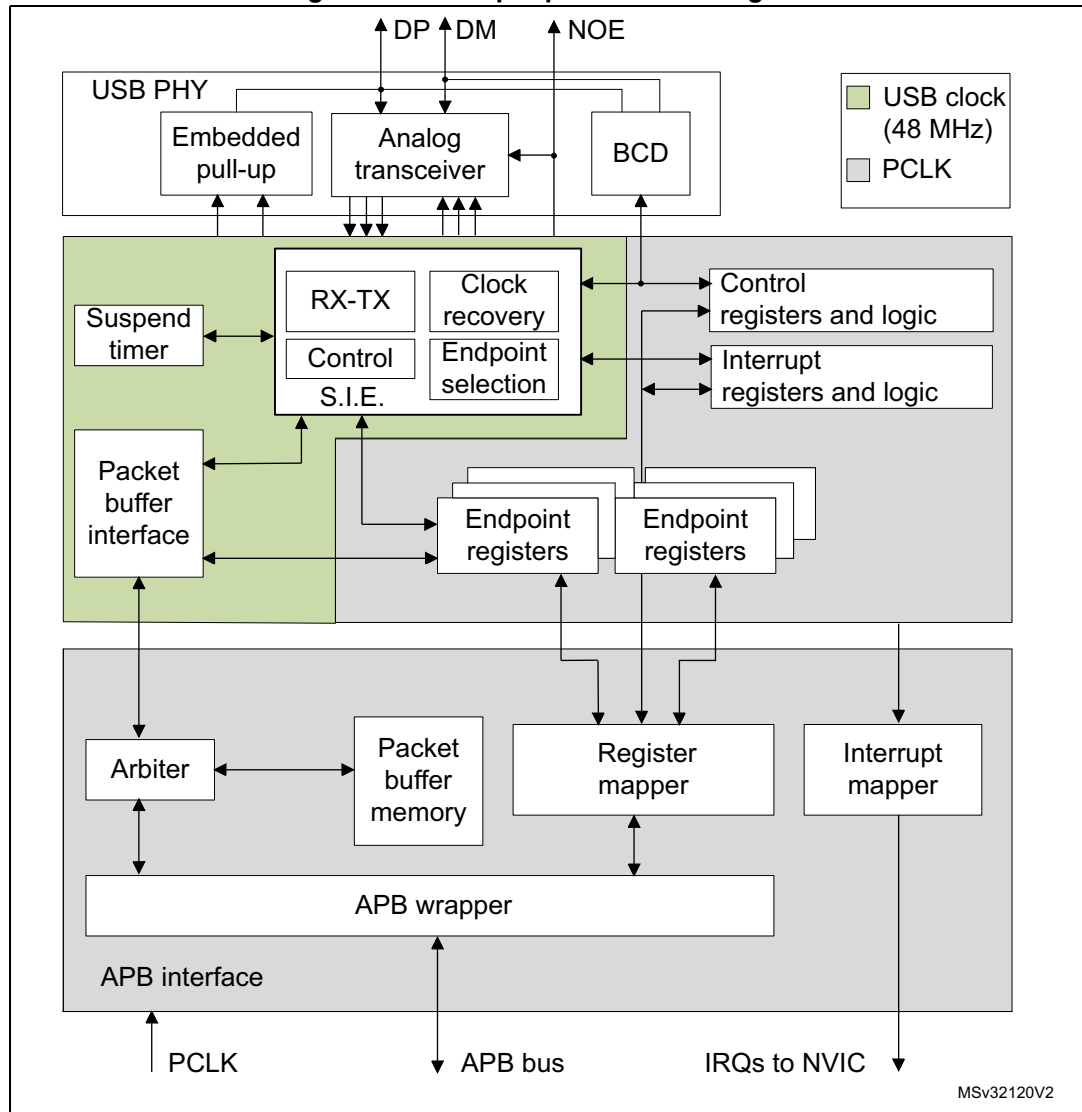 DP DM NOE
USB PHY
Embedded
pull-up
Analog
transceiver
BCD
USB clock
(48 MHz)
PCLK
RX-TX
Clock
recovery
Control
Endpoint
selection
S.I.E.
Suspend
timer
Control
registers and logic
Interrupt
registers and logic
Packet
buffer
interface
Endpoint
registers
Endpoint
registers
Arbiter
Packet
buffer
memory
Register
mapper
Interrupt
mapper
APB wrapper
APB interface
PCLK
APB bus
IRQs to NVIC
MSv32120V2